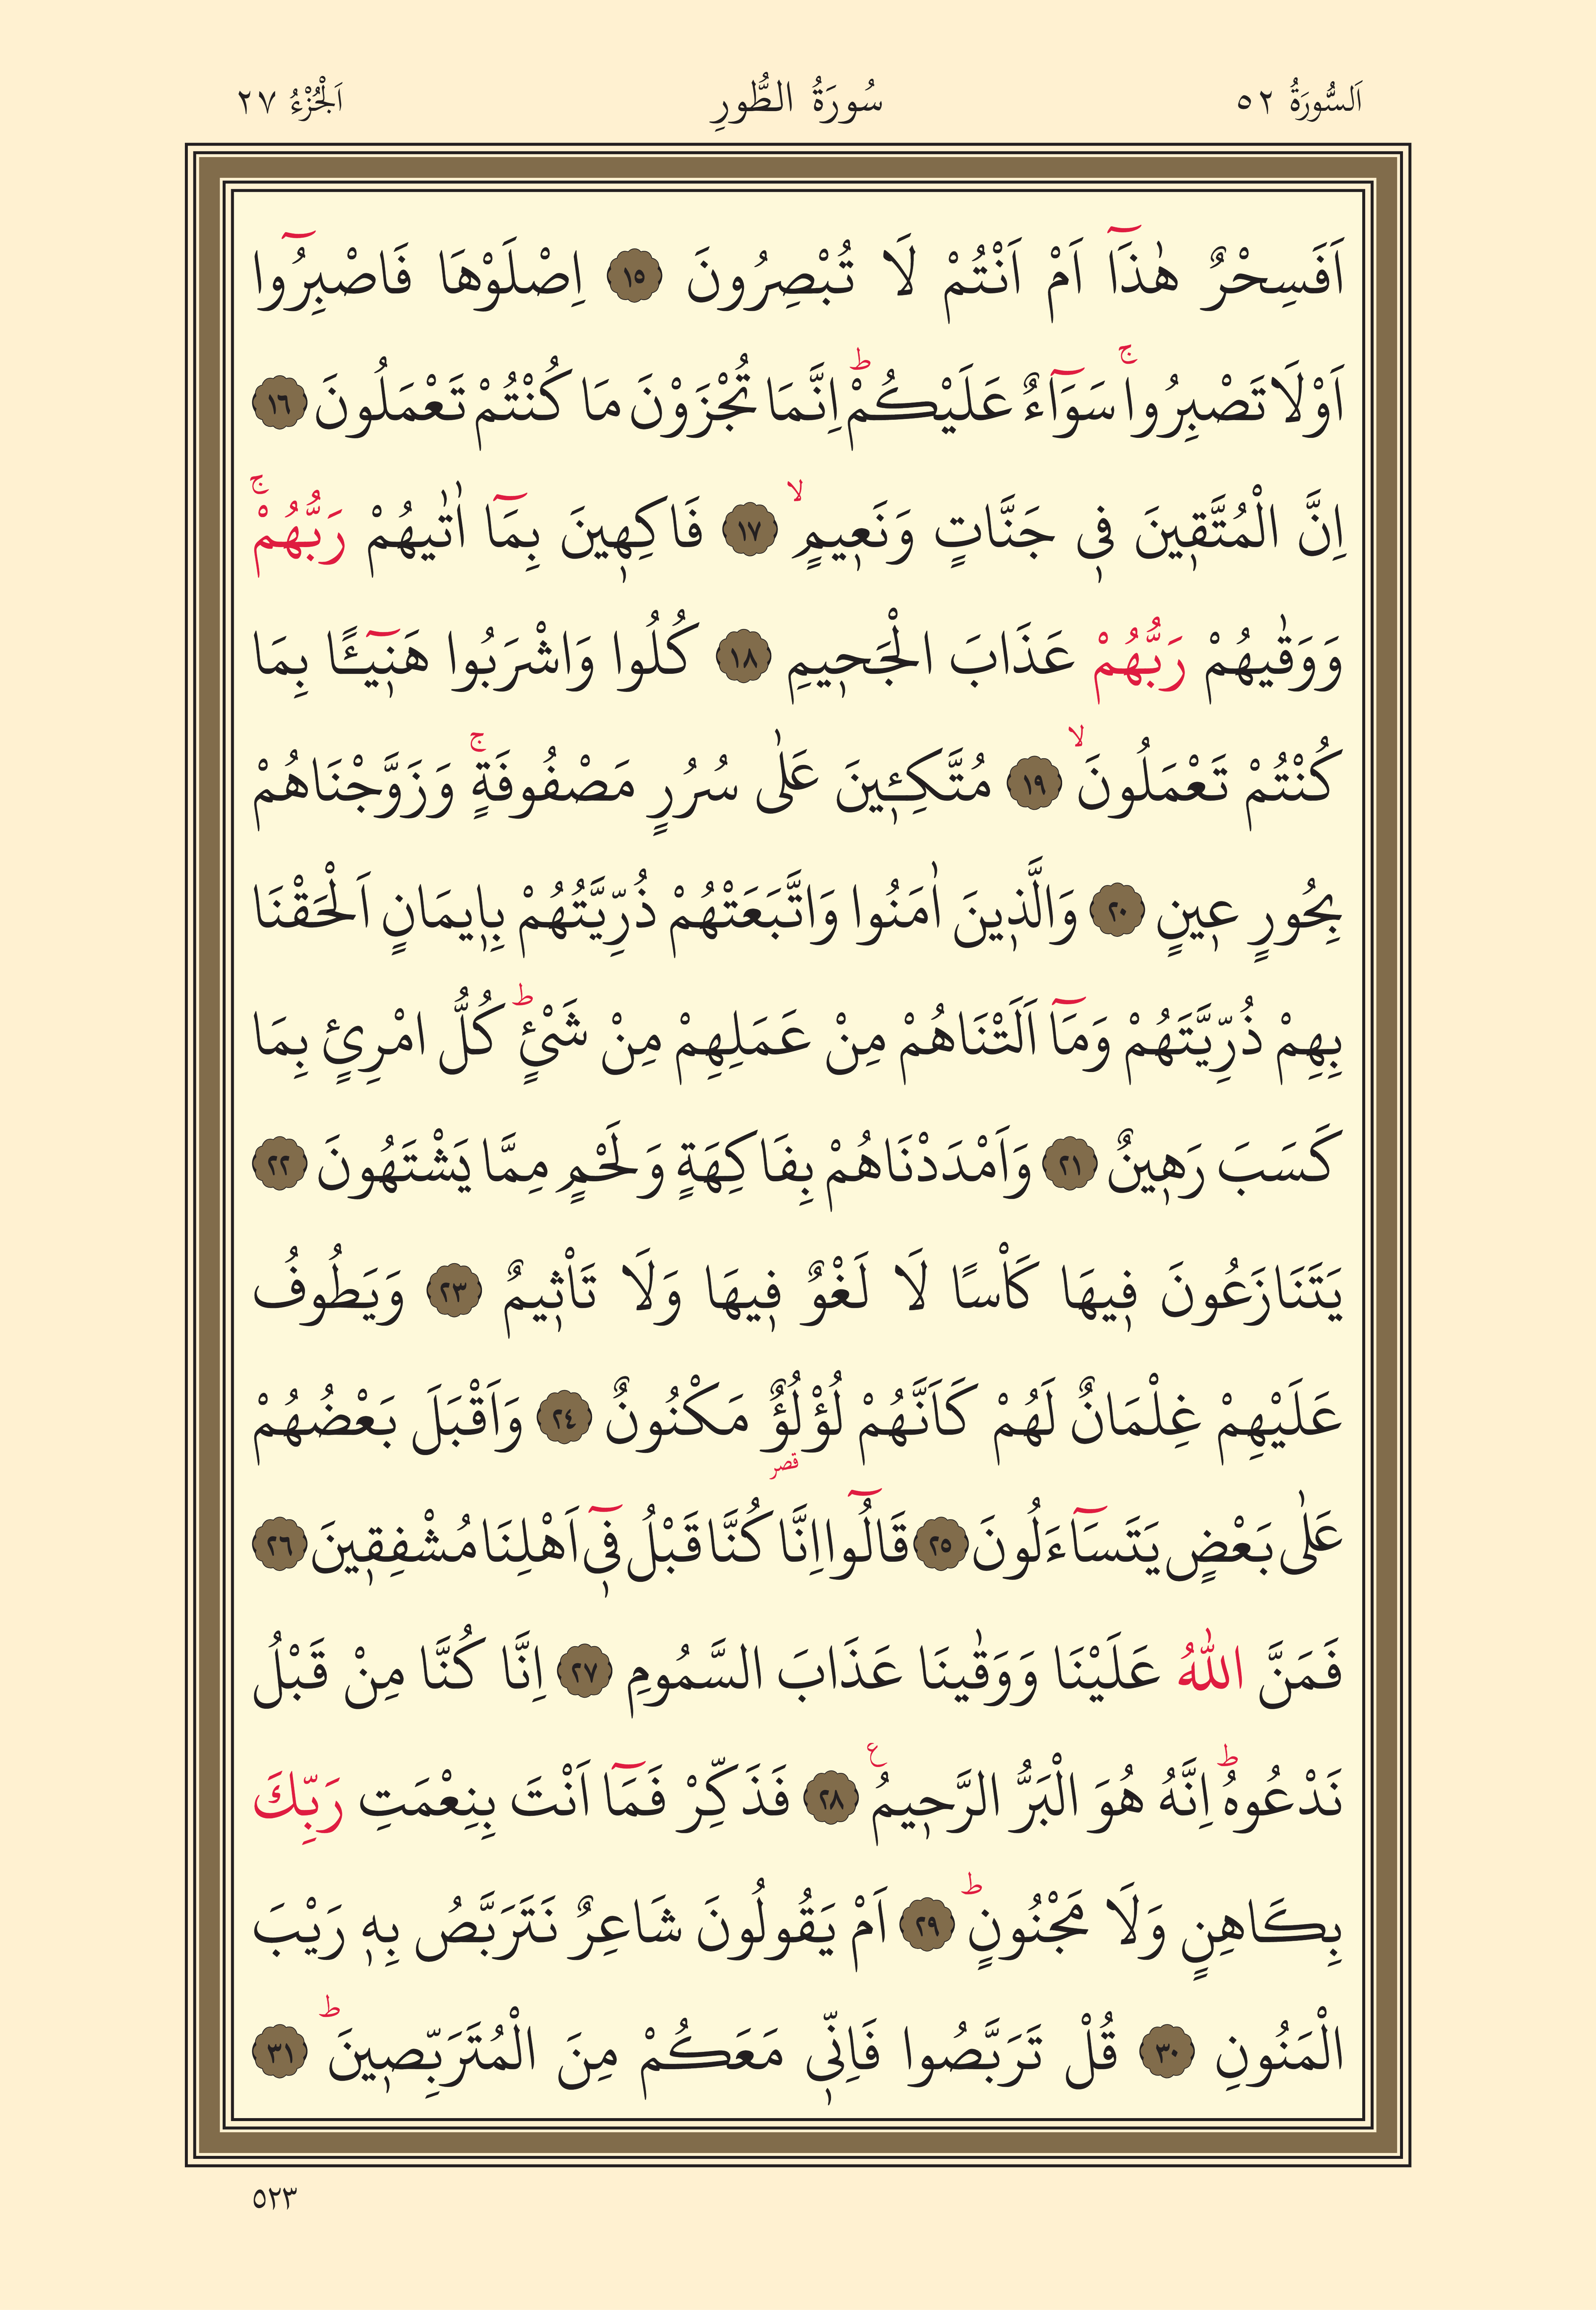 اَلسُّورَةُ ٥٢ سُورَةُ الطُّورِ اَلْجُزْءُ ٢٧
اَفَسِحْرٌ هٰذَٓا اَمْ اَنْتُمْ لَا تُبْصِرُونَ ١٥ اِصْلَوْهَا فَاصْبِرُٓوا
اَوْ لَا تَصْبِرُواۚ سَوَٓاءٌ عَلَيْكُمْؕ اِنَّمَا تُجْزَوْنَ مَا كُنْتُمْ تَعْمَلُونَ ١٦
اِنَّ الْمُتَّقٖينَ فٖي جَنَّاتٍ وَنَعٖيمٍۙ ١٧ فَاكِهٖينَ بِمَٓا اٰتٰيهُمْ رَبُّهُمْۚ
وَوَقٰيهُمْ رَبُّهُمْ عَذَابَ الْجَحٖيمِ ١٨ كُلُوا وَاشْرَبُوا هَنٖٓيـًٔا بِمَا
كُنْتُمْ تَعْمَلُونَۙ ١٩ مُتَّكِـٖٔينَ عَلٰى سُرُرٍ مَصْفُوفَةٍۚ وَزَوَّجْنَاهُمْ
بِحُورٍ عٖينٍ ٢٠ وَالَّذٖينَ اٰمَنُوا وَاتَّبَعَتْهُمْ ذُرِّيَّتُهُمْ بِاٖيمَانٍ اَلْحَقْنَا
بِهِمْ ذُرِّيَّتَهُمْ وَمَٓا اَلَتْنَاهُمْ مِنْ عَمَلِهِمْ مِنْ شَيْئٍؕ كُلُّ امْرِئٍ بِمَا
كَسَبَ رَهٖينٌ ٢١ وَاَمْدَدْنَاهُمْ بِفَاكِهَةٍ وَلَحْمٍ مِمَّا يَشْتَهُونَ ٢٢
يَتَنَازَعُونَ فٖيهَا كَاْسًا لَا لَغْوٌ فٖيهَا وَلَا تَاْثٖيمٌ ٢٣ وَيَطُوفُ
عَلَيْهِمْ غِلْمَانٌ لَهُمْ كَاَنَّهُمْ لُؤْلُؤٌ مَكْنُونٌ ٢٤ وَاَقْبَلَ بَعْضُهُمْ
قصر
عَلٰى بَعْضٍ يَتَسَٓاءَلُونَ ٢٥ قَالُٓوا اِنَّا كُنَّا قَبْلُ فٖٓي اَهْلِنَا مُشْفِقٖينَ ٢٦
فَمَنَّ اللّٰهُ عَلَيْنَا وَوَقٰينَا عَذَابَ السَّمُومِ ٢٧ اِنَّا كُنَّا مِنْ قَبْلُ
نَدْعُوهُؕ اِنَّهُ هُوَ الْبَرُّ الرَّحٖيمُ ع ٢٨ فَذَكِّرْ فَمَٓا اَنْتَ بِنِعْمَتِ رَبِّكَ
بِكَاهِنٍ وَلَا مَجْنُونٍؕ ٢٩ اَمْ يَقُولُونَ شَاعِرٌ نَتَرَبَّصُ بِهٖ رَيْبَ
الْمَنُونِ ٣٠ قُلْ تَرَبَّصُوا فَاِنّٖي مَعَكُمْ مِنَ الْمُتَرَبِّصٖينَؕ ٣١
٥٢٣